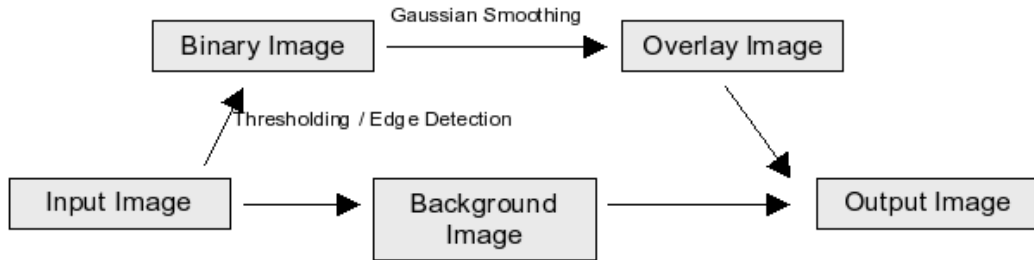 Gaussian Smoothing
Binary Image
Overlay Image
Thresholding / Edge Detection
Input Image
Background
Image
Output Image